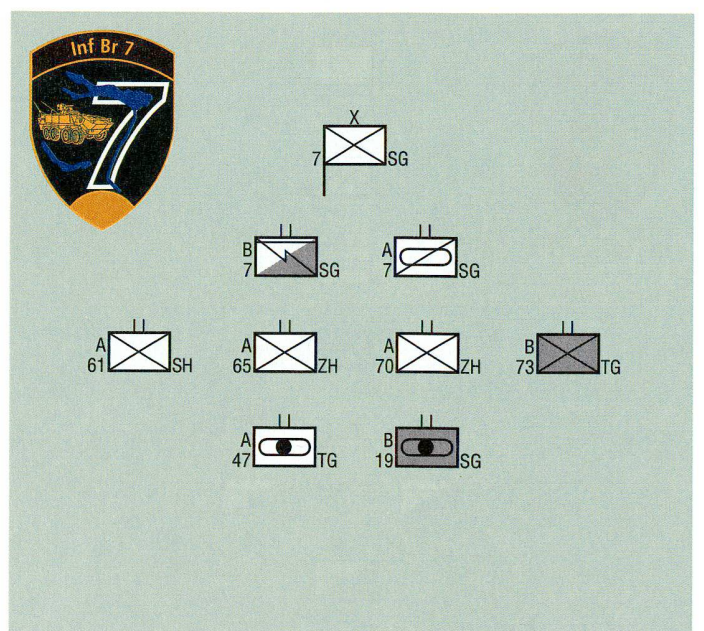 Inf Br 7
7
X
7 SG
B
7 SG
A
7 SG
A
61 SH
A
65 ZH
A
70 ZH
B
73 TG
A
47 TG
B
19 SG